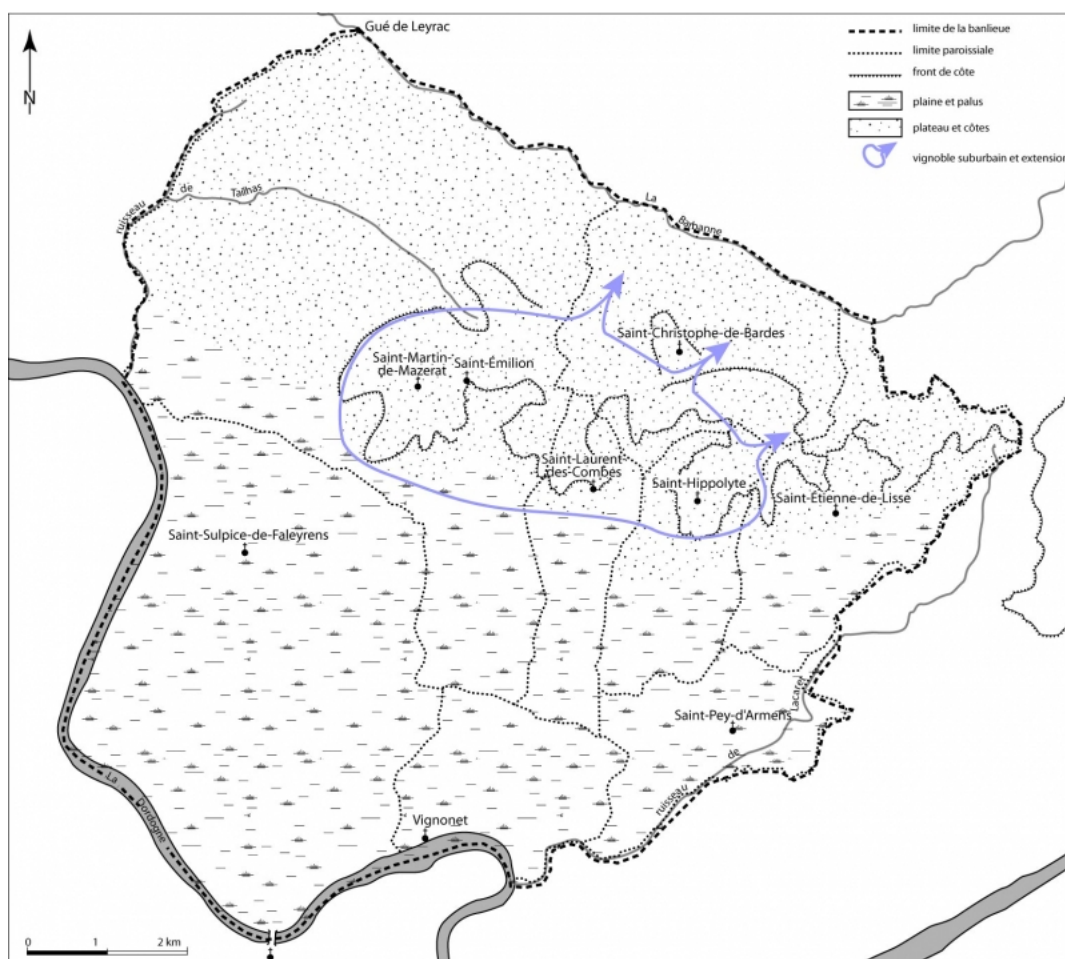 Gué de Leyrac
limite de la banlieue
limite paroissiale
front de côte
plaine et palus
plateau et côtes
vignoble suburbain et extension
N
ruisseau
de
Taillas
La
Barbanne
Saint-Christophe-de-Bardes
Saint-Martin-
de-Mazerat
Saint-Émilion
Saint-Laurent-
des-Combes
Saint-Hippolyte
Saint-Étienne-de-Lisse
Saint-Sulpice-de-Faleyrens
Saint-Pey-d'Armens
ruisseau
de
Lacaret
La
Dordogne
Vignonet
0 1 2 km